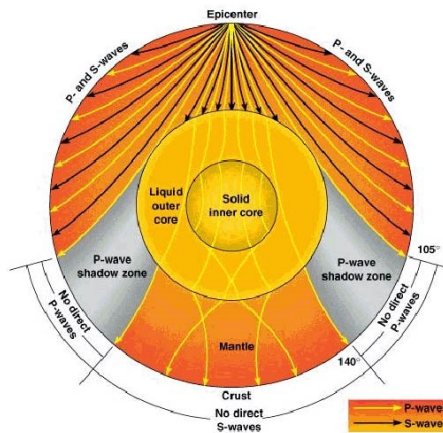 Epicenter
P- and S-waves
P- and S-waves
Liquid
outer
core
Solid
inner core
P-wave
shadow zone
P-wave
shadow zone
105°
No direct
P-waves
No direct
P-waves
Mantle
140°
Crust
No direct
S-waves
P-wave
S-wave